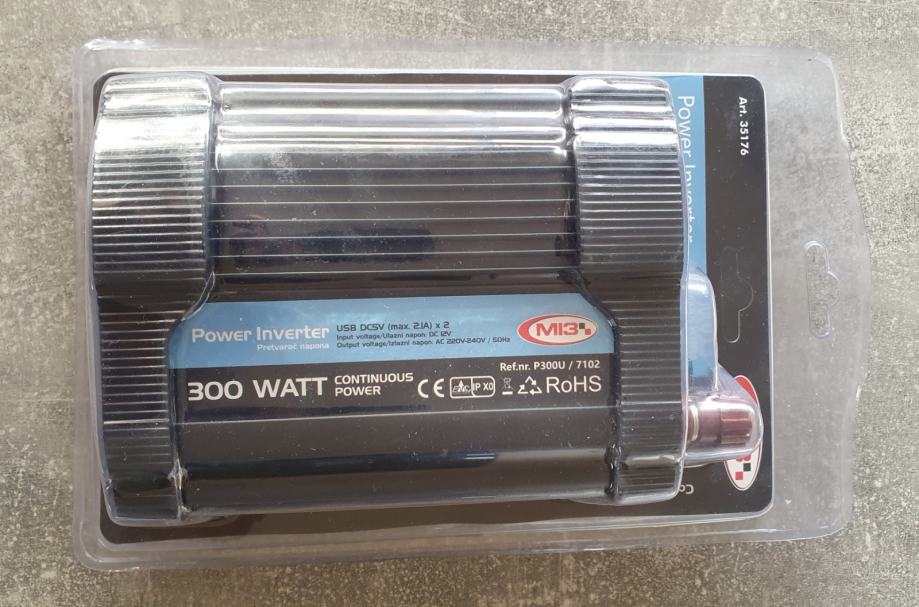 Art. 35176
Power Inverter
Power Inverter
Pretvarač napona
USB DC5V (max. 2.1A) x 2
Input voltage/Ulazni napon: DC 12V
Output voltage/Izlazni napon: AC 220V-240V / 50Hz
MI3
Ref.nr. P300U / 7102
300 WATT CONTINUOUS POWER
CE IP X0 RoHS